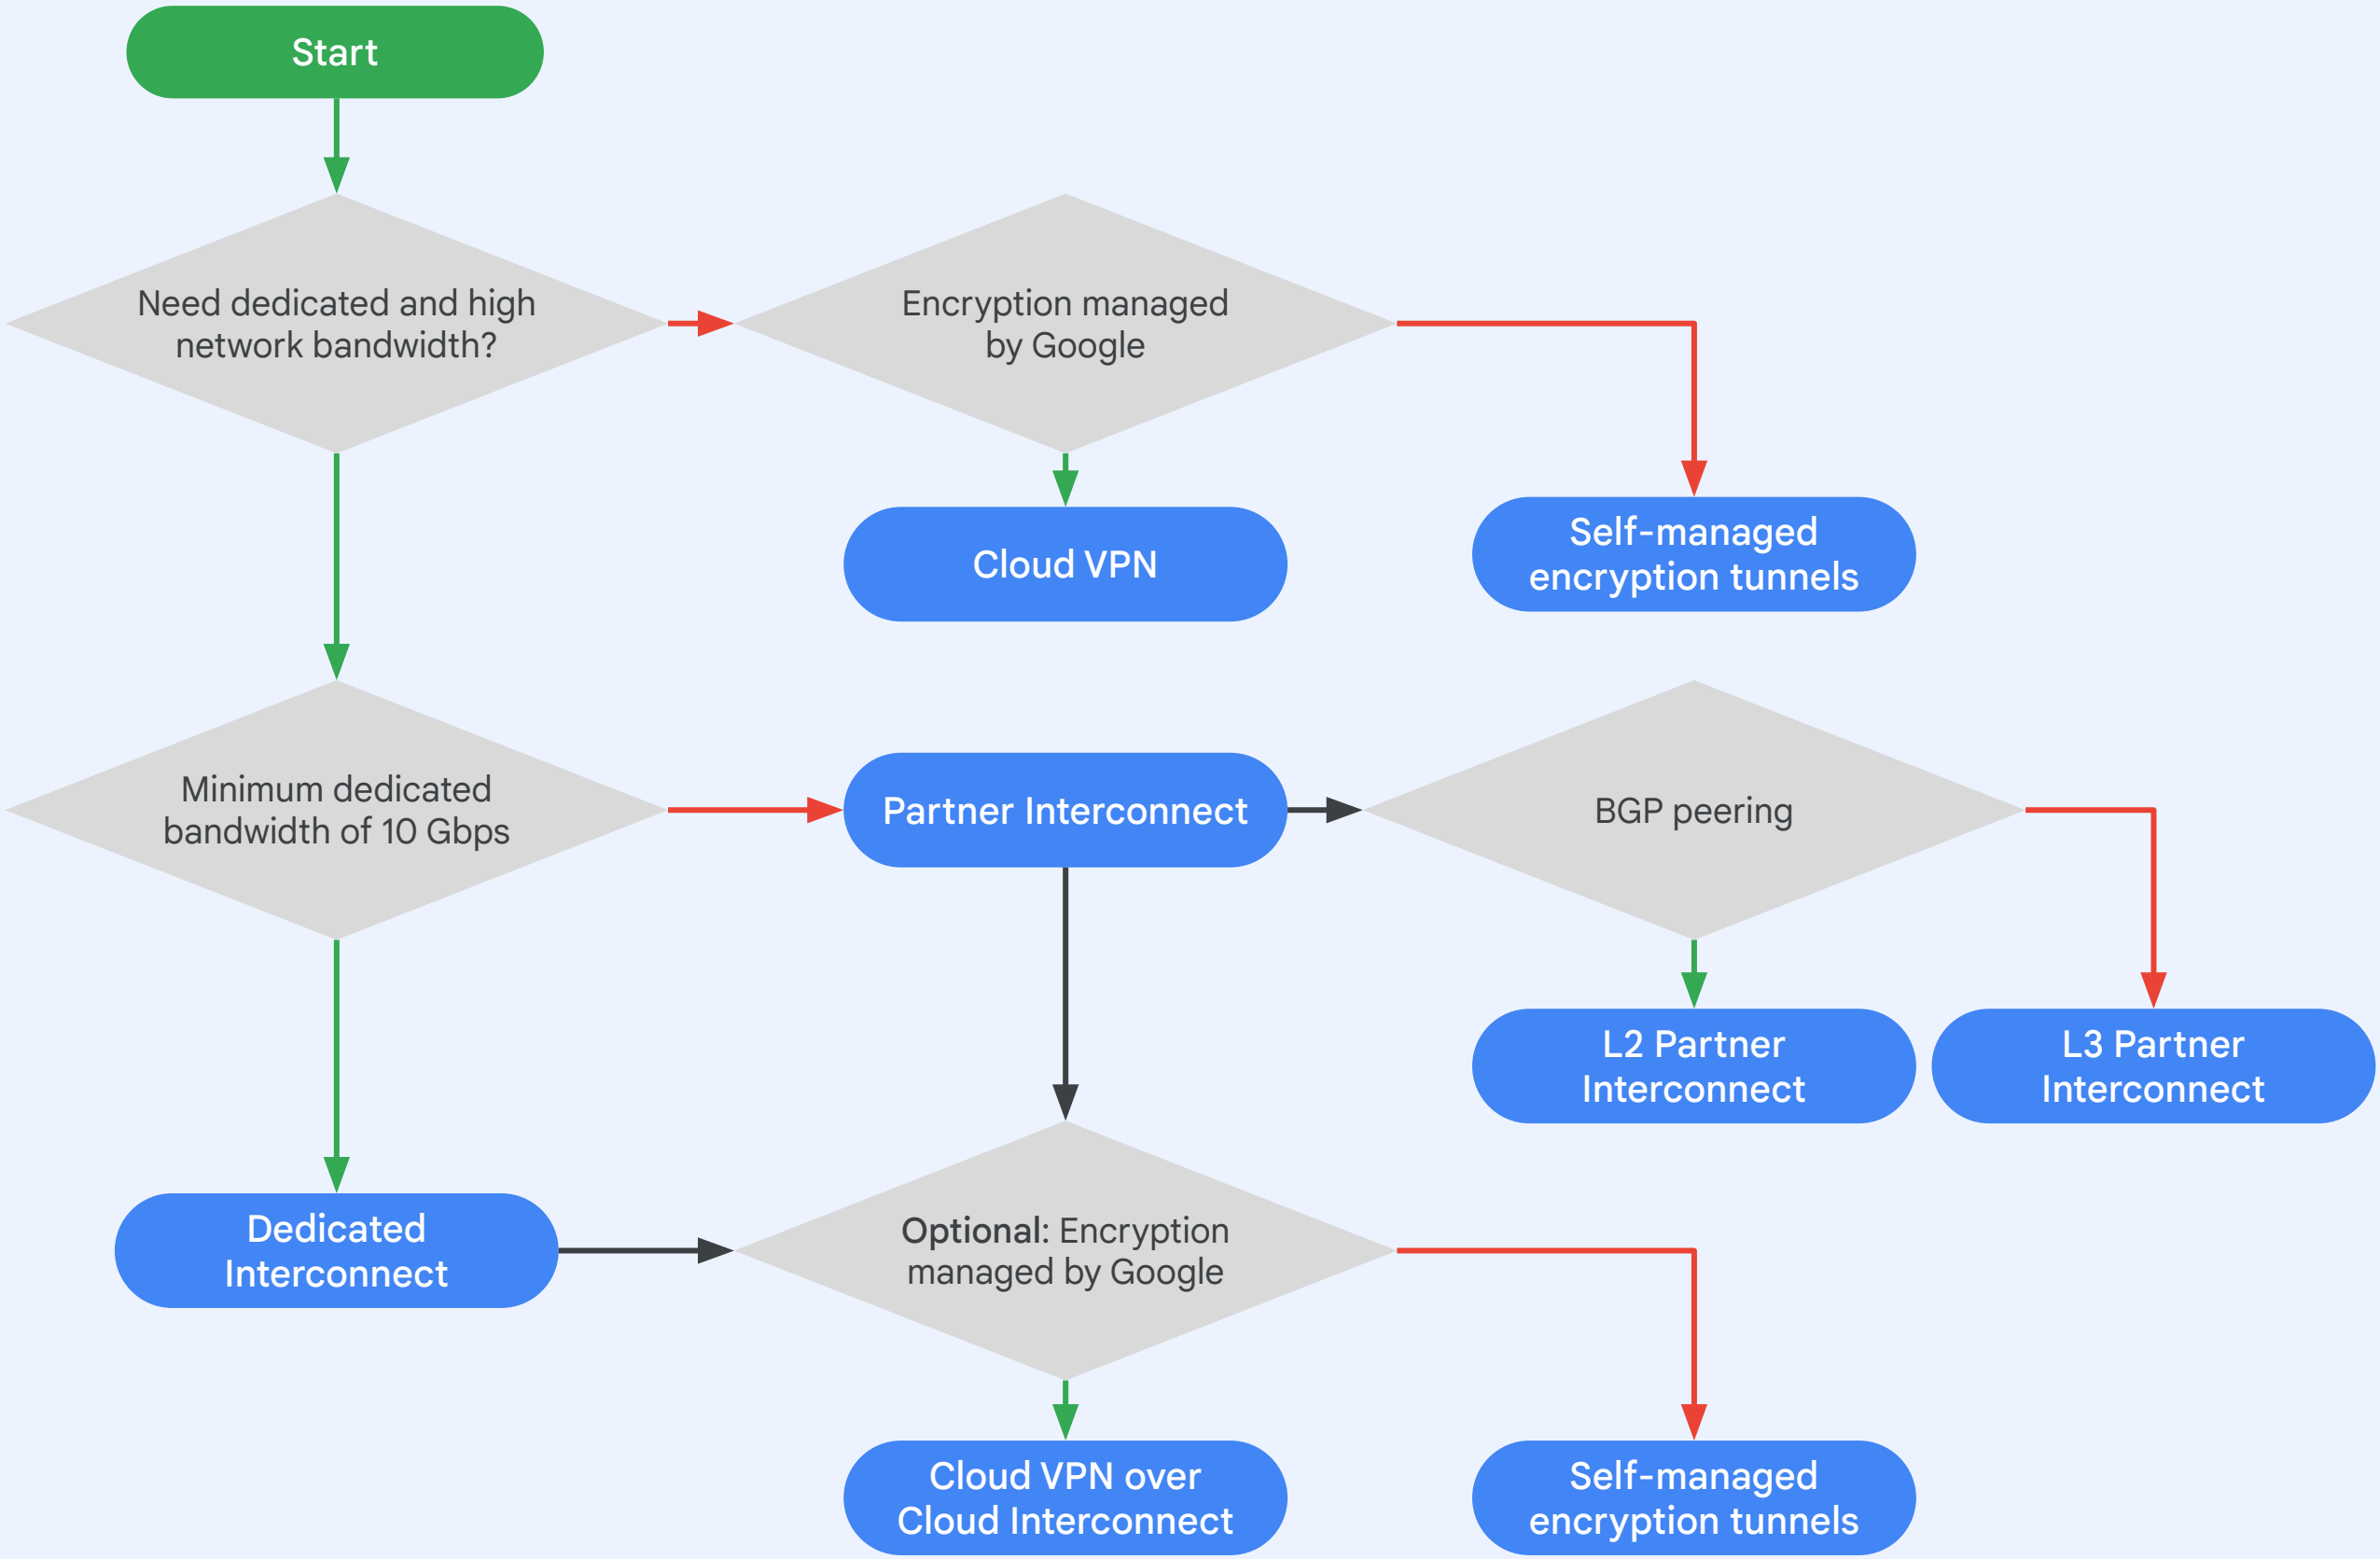 Start
Need dedicated and high
network bandwidth?
Encryption managed
by Google
Cloud VPN
Self-managed
encryption tunnels
Minimum dedicated
bandwidth of 10 Gbps
Partner Interconnect
BGP peering
L2 Partner
Interconnect
L3 Partner
Interconnect
Dedicated
Interconnect
Optional: Encryption
managed by Google
Cloud VPN over
Cloud Interconnect
Self-managed
encryption tunnels